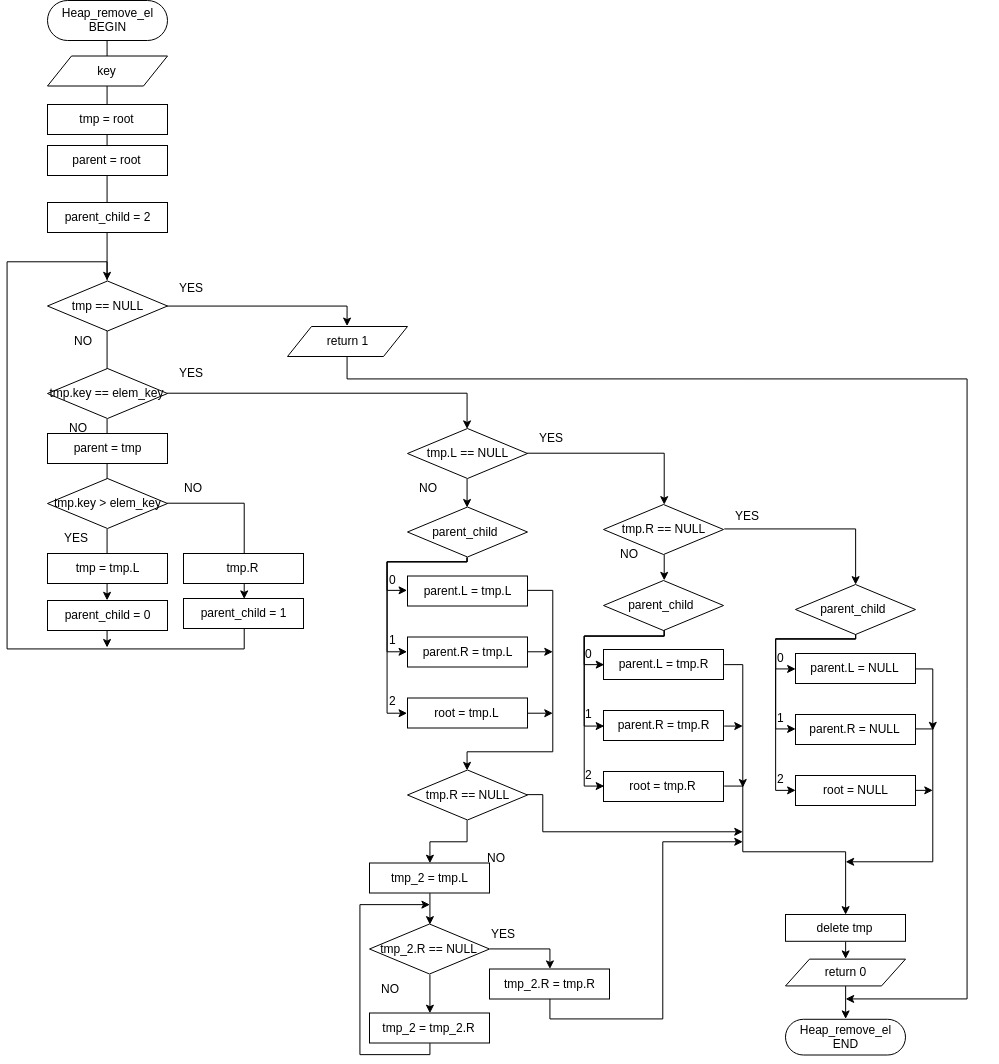 Heap_remove_el
BEGIN
key
tmp = root
parent = root
parent_child = 2
tmp == NULL
YES
NO
return 1
tmp.key == elem_key
YES
NO
parent = tmp
tmp.key > elem_key
NO
YES
tmp = tmp.L
tmp.R
parent_child = 0
parent_child = 1
tmp.L == NULL
YES
NO
parent_child
0
parent.L = tmp.L
1
parent.R = tmp.L
2
root = tmp.L
tmp.R == NULL
YES
NO
parent_child
0
parent.L = tmp.R
1
parent.R = tmp.R
2
root = tmp.R
parent_child
0
parent.L = NULL
1
parent.R = NULL
2
root = NULL
tmp.R == NULL
NO
tmp_2 = tmp.L
tmp_2.R == NULL
YES
NO
tmp_2.R = tmp.R
tmp_2 = tmp_2.R
delete tmp
return 0
Heap_remove_el
END